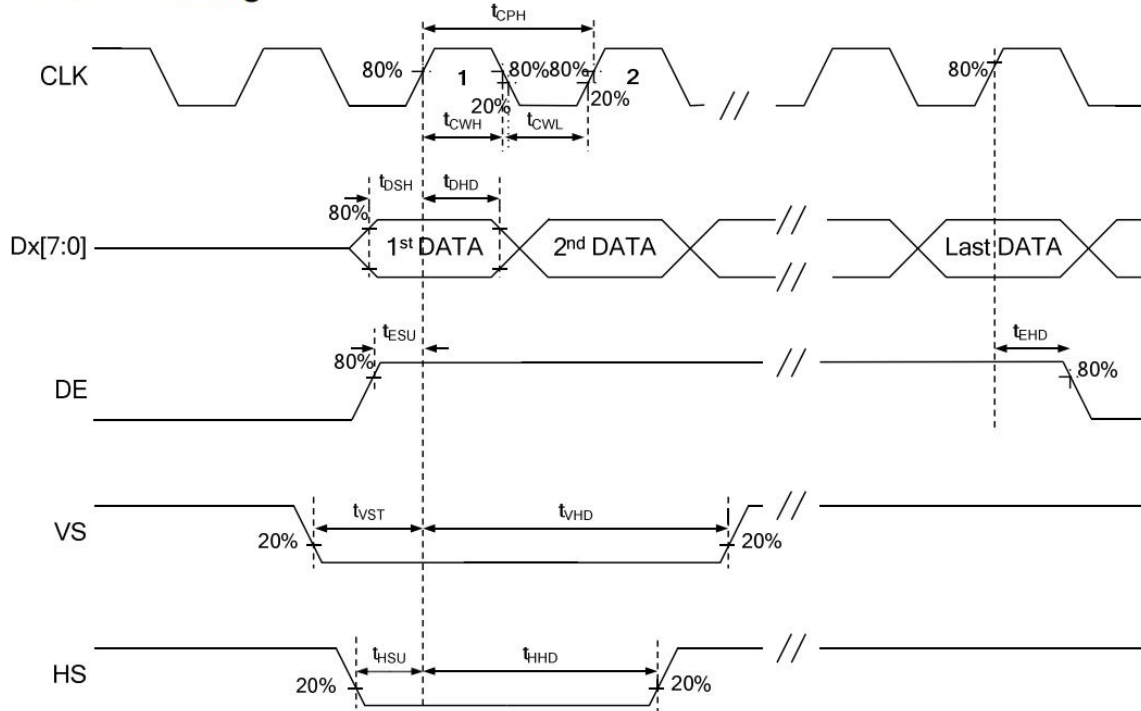 tCPH
CLK
80%
1
80%
80%
2
80%
20%
20%
tCWH
tCWL
tDSH
tDHD
80%
Dx[7:0]
1st DATA
2nd DATA
Last DATA
tESU
tEHD
80%
80%
DE
tVST
tVHD
VS
20%
20%
tHSU
tHHD
HS
20%
20%